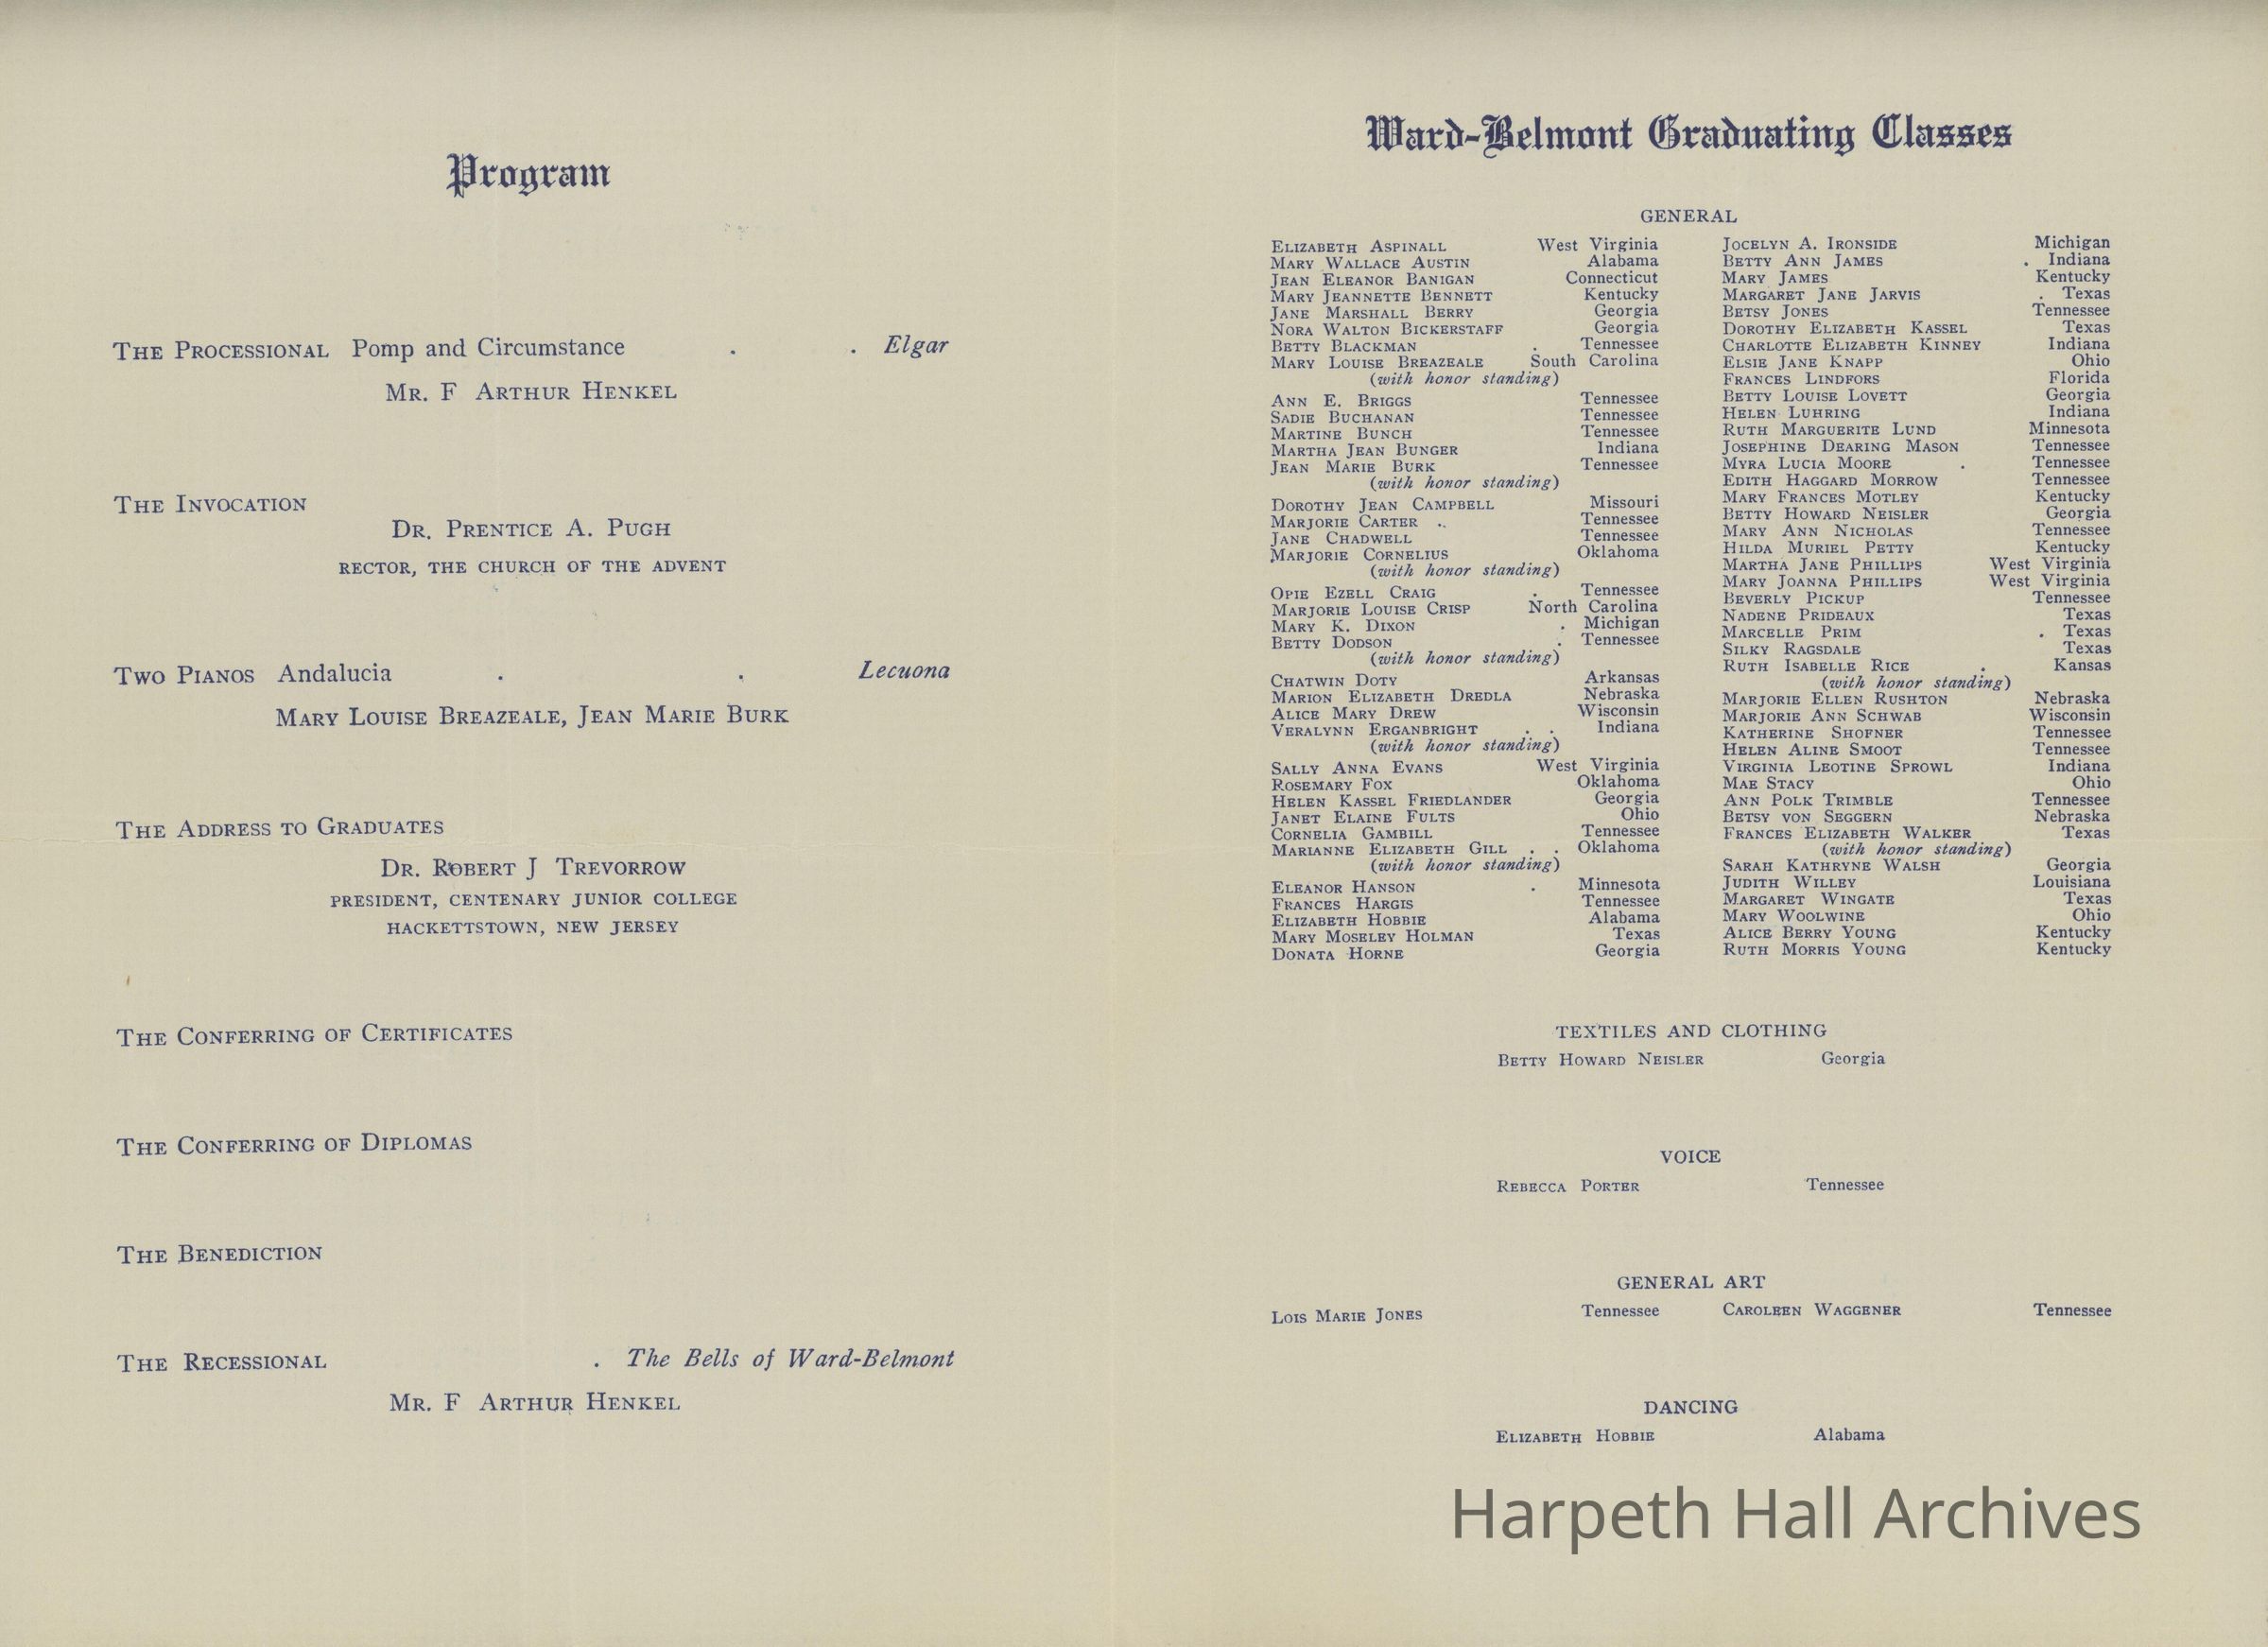 Program
THE PROCESSIONAL Pomp and Circumstance . . Elgar
MR. F ARTHUR HENKEL
THE INVOCATION
DR. PRENTICE A. PUGH
RECTOR, THE CHURCH OF THE ADVENT
TWO PIANOS Andalucia . . Lecuona
MARY LOUISE BREAZEALE, JEAN MARIE BURK
THE ADDRESS TO GRADUATES
DR. ROBERT J TREVORROW
PRESIDENT, CENTENARY JUNIOR COLLEGE
HACKETTSTOWN, NEW JERSEY
THE CONFERRING OF CERTIFICATES
THE CONFERRING OF DIPLOMAS
THE BENEDICTION
THE RECESSIONAL . The Bells of Ward-Belmont
MR. F ARTHUR HENKEL
Ward-Belmont Graduating Classes
GENERAL
ELIZABETH ASPINALL West Virginia
MARY WALLACE AUSTIN Alabama
JEAN ELEANOR BANIGAN Connecticut
MARY JEANNETTE BENNETT Kentucky
JANE MARSHALL BERRY Georgia
NORA WALTON BICKERSTAFF Georgia
BETTY BLACKMAN . Tennessee
MARY LOUISE BREAZEALE South Carolina
(with honor standing)
ANN E. BRIGGS Tennessee
SADIE BUCHANAN Tennessee
MARTINE BUNCH Tennessee
MARTHA JEAN BUNGER Indiana
JEAN MARIE BURK Tennessee
(with honor standing)
DOROTHY JEAN CAMPBELL Missouri
MARJORIE CARTER .. Tennessee
JANE CHADWELL Tennessee
MARJORIE CORNELIUS Oklahoma
(with honor standing)
OPIE EZELL CRAIG . Tennessee
MARJORIE LOUISE CRISP North Carolina
MARY K. DIXON . Michigan
BETTY DODSON . Tennessee
(with honor standing)
CHATWIN DOTY Arkansas
MARION ELIZABETH DREDLA Nebraska
ALICE MARY DREW Wisconsin
VERALYNN ERGANBRIGHT . . Indiana
(with honor standing)
SALLY ANNA EVANS West Virginia
ROSEMARY FOX Oklahoma
HELEN KASSEL FRIEDLANDER Georgia
JANET ELAINE FULTS Ohio
CORNELIA GAMBILL Tennessee
MARIANNE ELIZABETH GILL . . Oklahoma
(with honor standing)
ELEANOR HANSON . Minnesota
FRANCES HARGIS Tennessee
ELIZABETH HOBBIE Alabama
MARY MOSELEY HOLMAN Texas
DONATA HORNE Georgia
JOCELYN A. IRONSIDE Michigan
BETTY ANN JAMES . Indiana
MARY JAMES Kentucky
MARGARET JANE JARVIS . Texas
BETSY JONES Tennessee
DOROTHY ELIZABETH KASSEL Texas
CHARLOTTE ELIZABETH KINNEY Indiana
ELSIE JANE KNAPP Ohio
FRANCES LINDFORS Florida
BETTY LOUISE LOVETT Georgia
HELEN LUHRING Indiana
RUTH MARGUERITE LUND Minnesota
JOSEPHINE DEARING MASON Tennessee
MYRA LUCIA MOORE . Tennessee
EDITH HAGGARD MORROW Tennessee
MARY FRANCES MOTLEY Kentucky
BETTY HOWARD NEISLER Georgia
MARY ANN NICHOLAS Tennessee
HILDA MURIEL PETTY Kentucky
MARTHA JANE PHILLIPS West Virginia
MARY JOANNA PHILLIPS West Virginia
BEVERLY PICKUP Tennessee
NADENE PRIDEAUX Texas
MARCELLE PRIM . Texas
SILKY RAGSDALE Texas
RUTH ISABELLE RICE . Kansas
(with honor standing)
MARJORIE ELLEN RUSHTON Nebraska
MARJORIE ANN SCHWAB Wisconsin
KATHERINE SHOFNER Tennessee
HELEN ALINE SMOOT Tennessee
VIRGINIA LEOTINE SPROWL Indiana
MAE STACY Ohio
ANN POLK TRIMBLE Tennessee
BETSY VON SEGGERN Nebraska
FRANCES ELIZABETH WALKER Texas
(with honor standing)
SARAH KATHRYNE WALSH Georgia
JUDITH WILLEY Louisiana
MARGARET WINGATE Texas
MARY WOOLWINE Ohio
ALICE BERRY YOUNG Kentucky
RUTH MORRIS YOUNG Kentucky
TEXTILES AND CLOTHING
BETTY HOWARD NEISLER Georgia
VOICE
REBECCA PORTER Tennessee
GENERAL ART
LOIS MARIE JONES Tennessee CAROLEEN WAGGENER Tennessee
DANCING
ELIZABETH HOBBIE Alabama
Harpeth Hall Archives